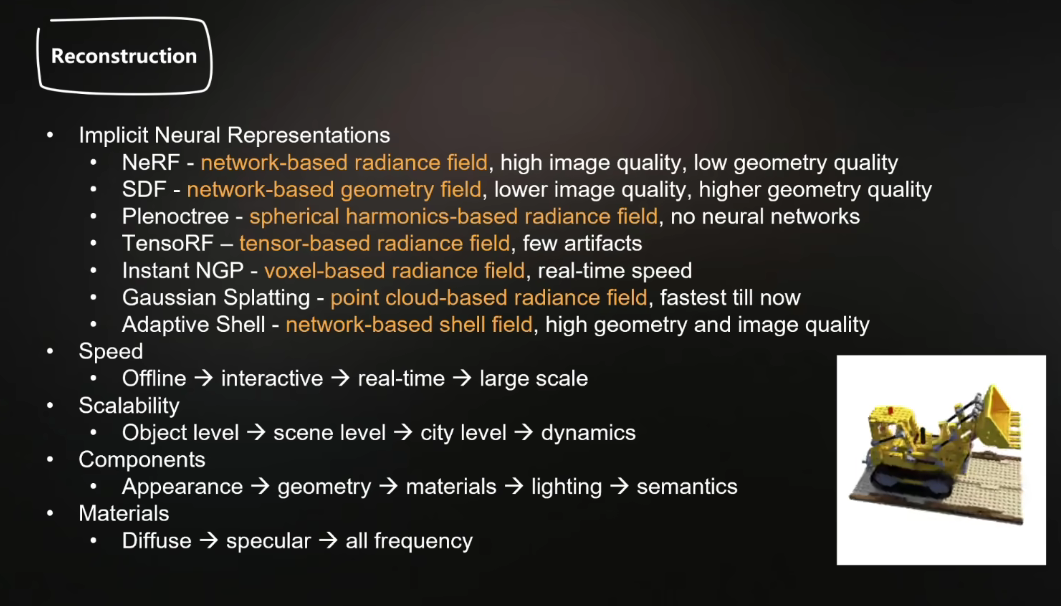 Reconstruction
• Implicit Neural Representations
• NeRF - network-based radiance field, high image quality, low geometry quality
• SDF - network-based geometry field, lower image quality, higher geometry quality
• Plenoctree - spherical harmonics-based radiance field, no neural networks
• TensoRF – tensor-based radiance field, few artifacts
• Instant NGP - voxel-based radiance field, real-time speed
• Gaussian Splatting - point cloud-based radiance field, fastest till now
• Adaptive Shell - network-based shell field, high geometry and image quality
• Speed
• Offline → interactive → real-time → large scale
• Scalability
• Object level → scene level → city level → dynamics
• Components
• Appearance → geometry → materials → lighting → semantics
• Materials
• Diffuse → specular → all frequency